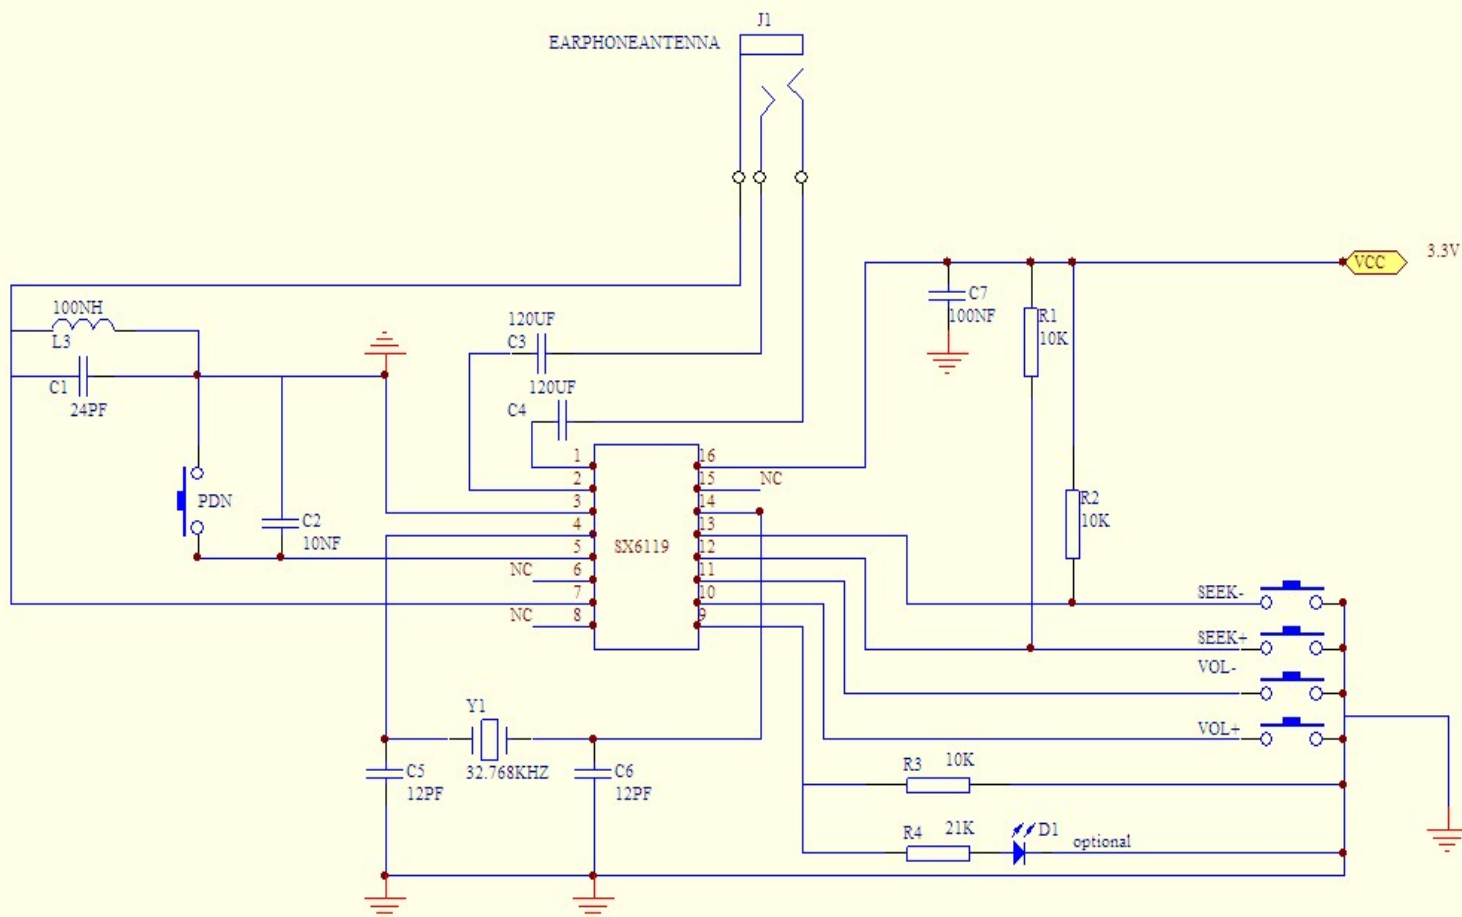 J1
EARPHONEANTENNA
3.3V
VCC
100NH
L3
120UF
C3
C7
100NF
R1
10K
C1
24PF
120UF
C4
1
2
3
4
5
6
7
8
16
15
14
13
12
11
10
9
NC
PDN
C2
10NF
SX6119
R2
10K
NC
NC
SEEK-
SEEK+
VOL-
VOL+
Y1
32.768KHZ
C5
12PF
C6
12PF
R3
10K
R4
21K
D1
optional